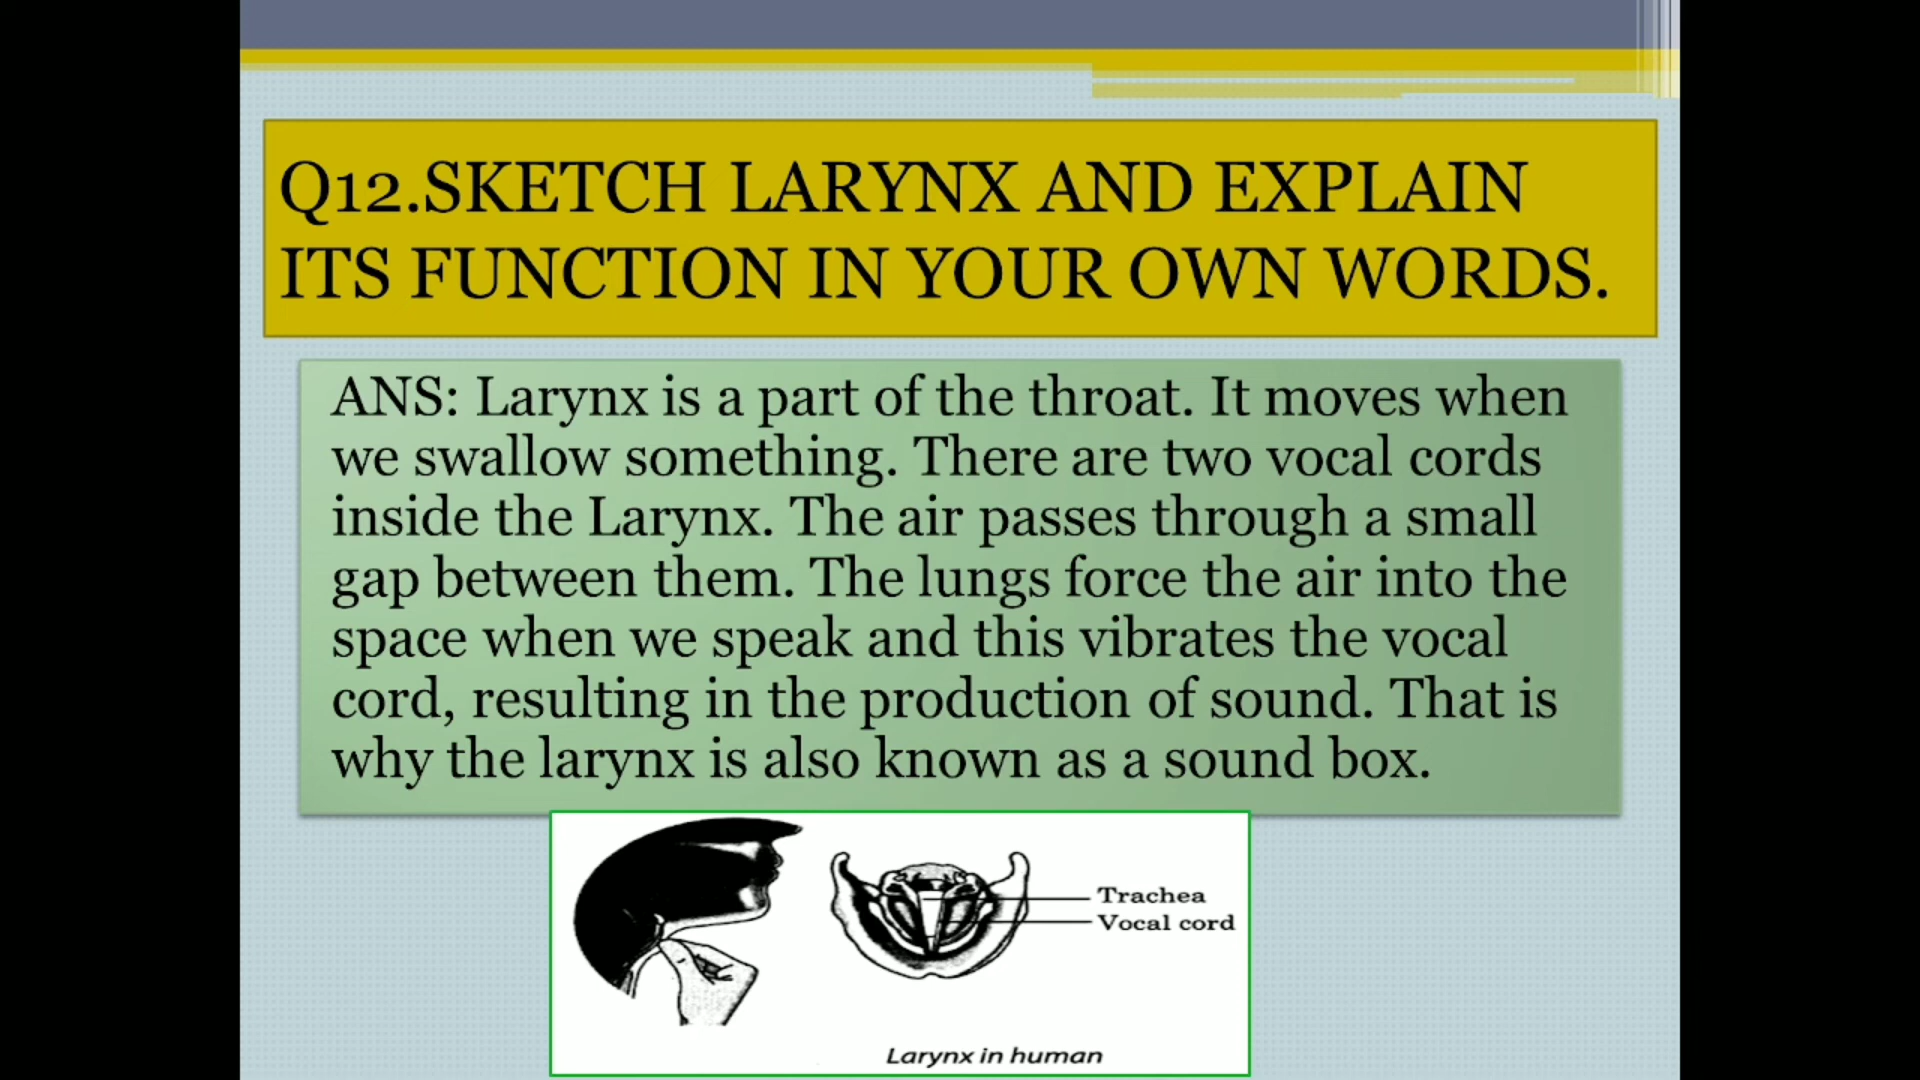 Q12.SKETCH LARYNX AND EXPLAIN
ITS FUNCTION IN YOUR OWN WORDS.
ANS: Larynx is a part of the throat. It moves when
we swallow something. There are two vocal cords
inside the Larynx. The air passes through a small
gap between them. The lungs force the air into the
space when we speak and this vibrates the vocal
cord, resulting in the production of sound. That is
why the larynx is also known as a sound box.
Trachea
Vocal cord
Larynx in human